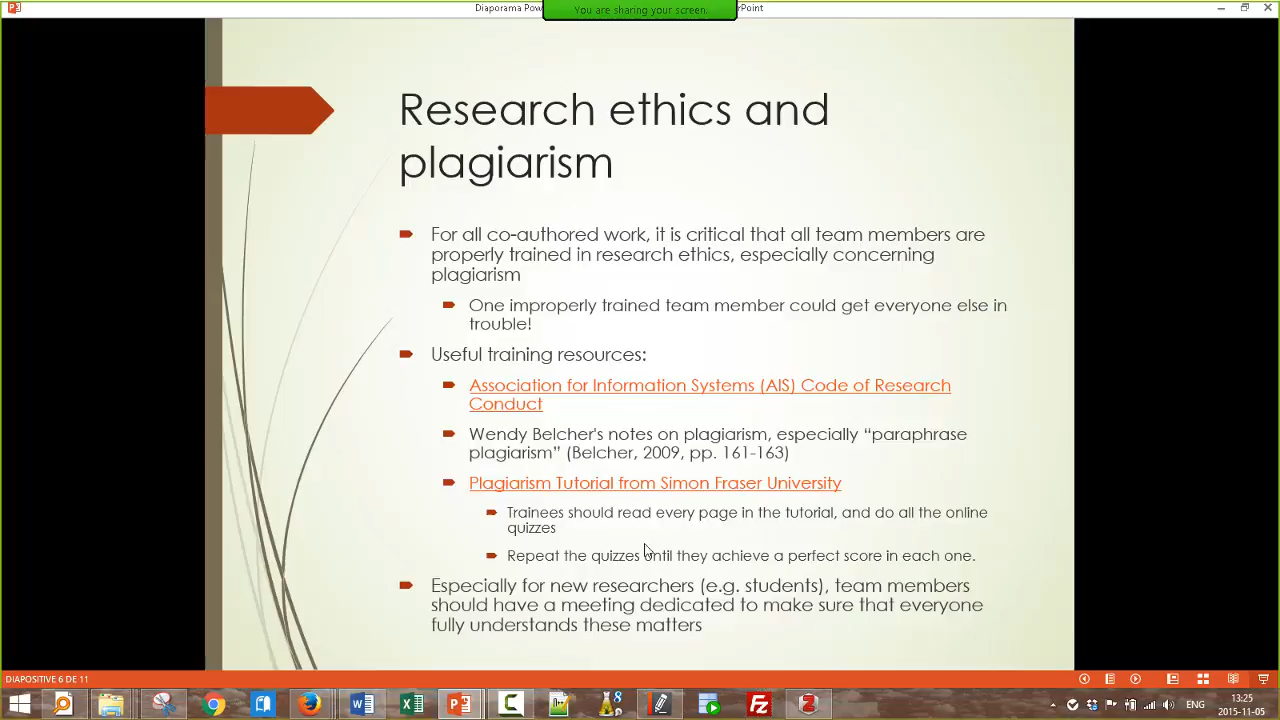 Diaporama Pow
You are sharing your screen.
Point
Research ethics and
plagiarism
For all co-authored work, it is critical that all team members are
properly trained in research ethics, especially concerning
plagiarism
One improperly trained team member could get everyone else in
trouble!
Useful training resources:
Association for Information Systems (AIS) Code of Research
Conduct
Wendy Belcher's notes on plagiarism, especially “paraphrase
plagiarism” (Belcher, 2009, pp. 161-163)
Plagiarism Tutorial from Simon Fraser University
Trainees should read every page in the tutorial, and do all the online
quizzes
Repeat the quizzes until they achieve a perfect score in each one.
Especially for new researchers (e.g. students), team members
should have a meeting dedicated to make sure that everyone
fully understands these matters
DIAPOSITIVE 6 DE 11
ENG
13:25
2015-11-05